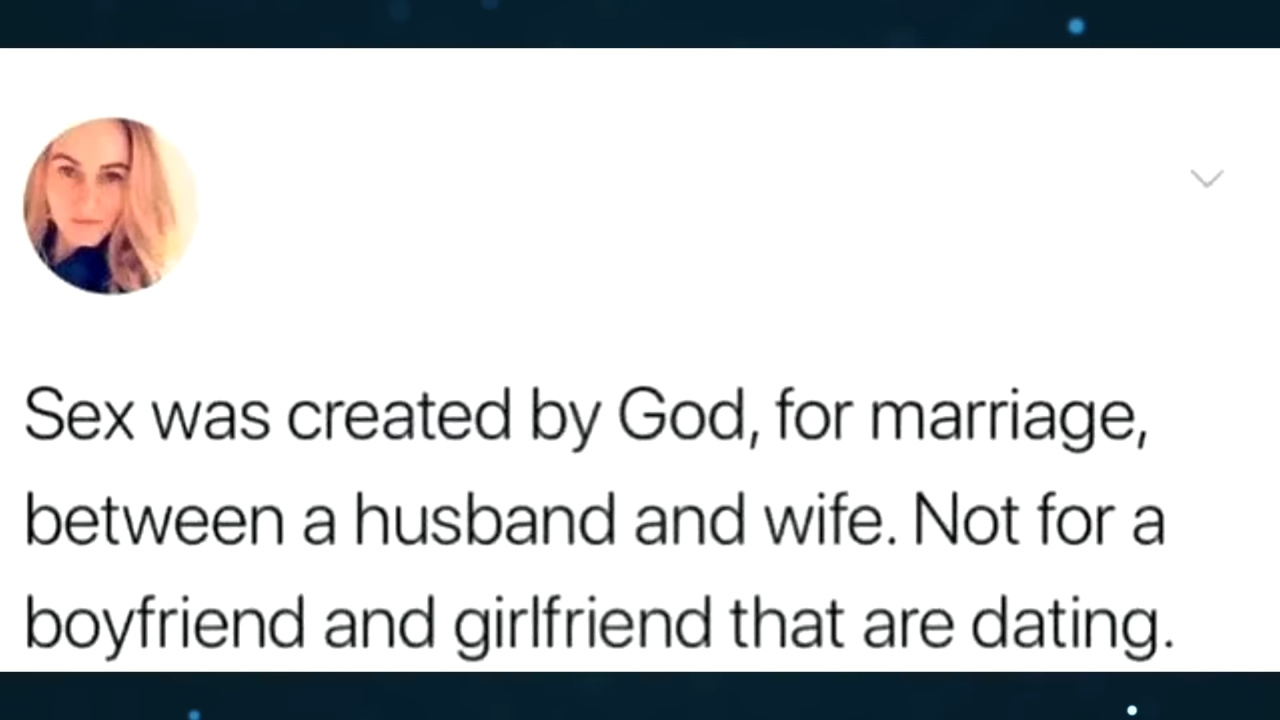 Sex was created by God, for marriage,
between a husband and wife. Not for a
boyfriend and girlfriend that are dating.